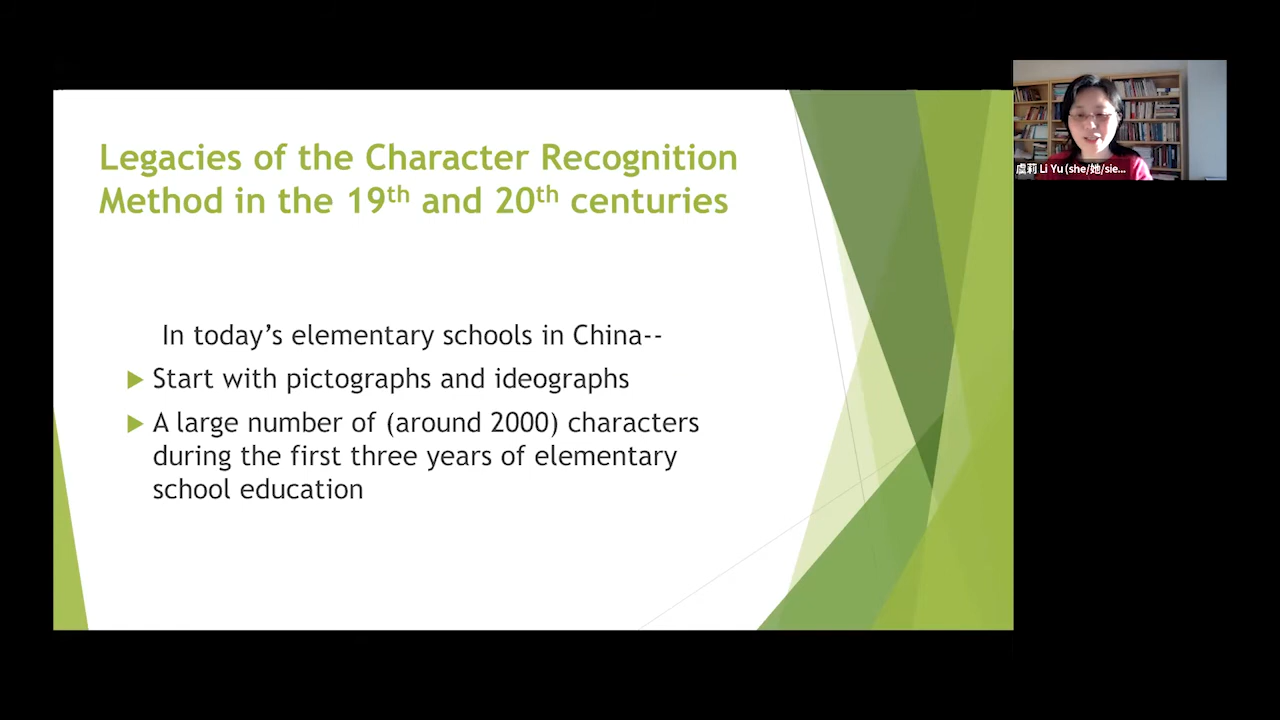 Legacies of the Character Recognition
Method in the 19th and 20th centuries
In today's elementary schools in China--
Start with pictographs and ideographs
A large number of (around 2000) characters
during the first three years of elementary
school education
虞莉 Li Yu (she/她/sie...